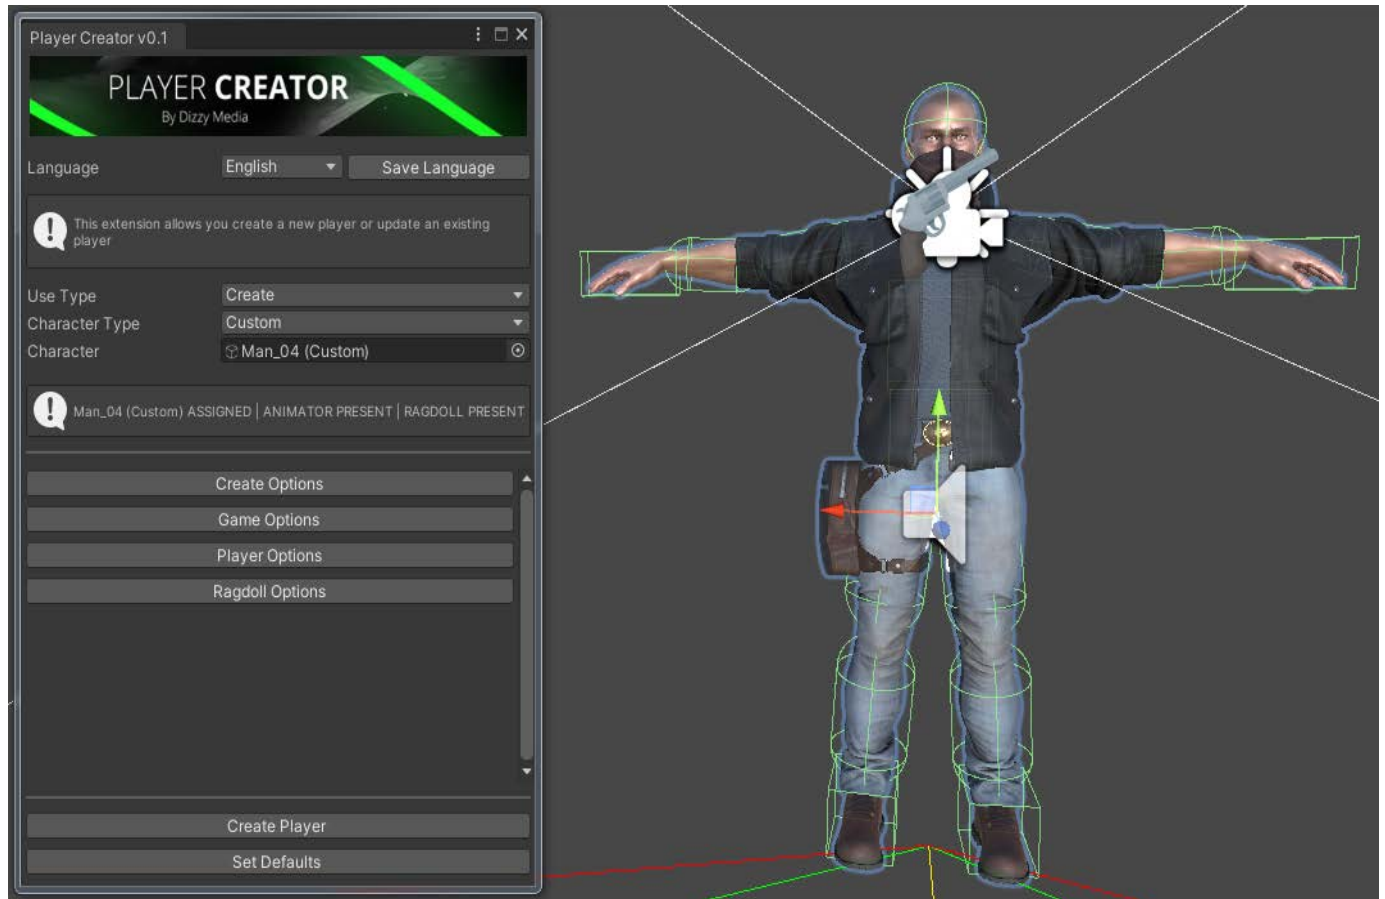 Player Creator v0.1
PLAYER CREATOR
By Dizzy Media
Language English Save Language
This extension allows you create a new player or update an existing
player
Use Type Create
Character Type Custom
Character Man_04 (Custom)
Man_04 (Custom) ASSIGNED | ANIMATOR PRESENT | RAGDOLL PRESENT
Create Options
Game Options
Player Options
Ragdoll Options
Create Player
Set Defaults